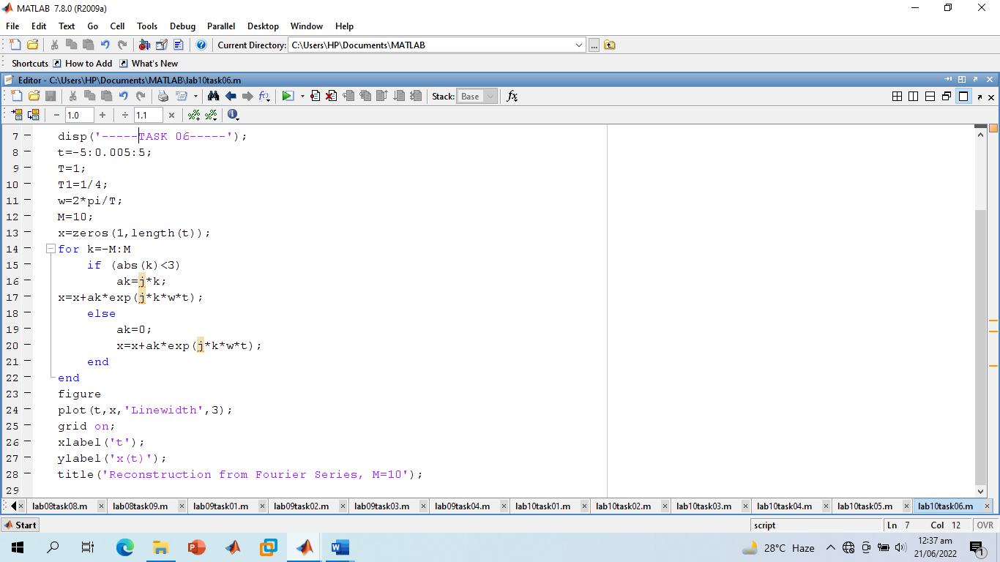 MATLAB 7.8.0 (R2009a)
File Edit Text Go Cell Tools Debug Parallel Desktop Window Help
Current Directory: C:\Users\HP\Documents\MATLAB ...
Shortcuts How to Add What's New
Editor - C:\Users\HP\Documents\MATLAB\lab10task06.m
Stack: Base fx
− 1.0 + ÷ 1.1 ×
7 − disp('-----TASK 06-----');
8 − t=-5:0.005:5;
9 − T=1;
10 − T1=1/4;
11 − w=2*pi/T;
12 − M=10;
13 − x=zeros(1,length(t));
14 − for k=-M:M
15 − if (abs(k)<3)
16 − ak=j*k;
17 − x=x+ak*exp(j*k*w*t);
18 − else
19 − ak=0;
20 − x=x+ak*exp(j*k*w*t);
21 − end
22 − end
23 − figure
24 − plot(t,x,'Linewidth',3);
25 − grid on;
26 − xlabel('t');
27 − ylabel('x(t)');
28 − title('Reconstruction from Fourier Series, M=10');
29
lab08task08.m lab08task09.m lab09task01.m lab09task02.m lab09task03.m lab09task04.m lab10task01.m lab10task02.m lab10task03.m lab10task04.m lab10task05.m lab10task06.m
Start script Ln 7 Col 12 OVR
28°C Haze 12:37 am
21/06/2022 1